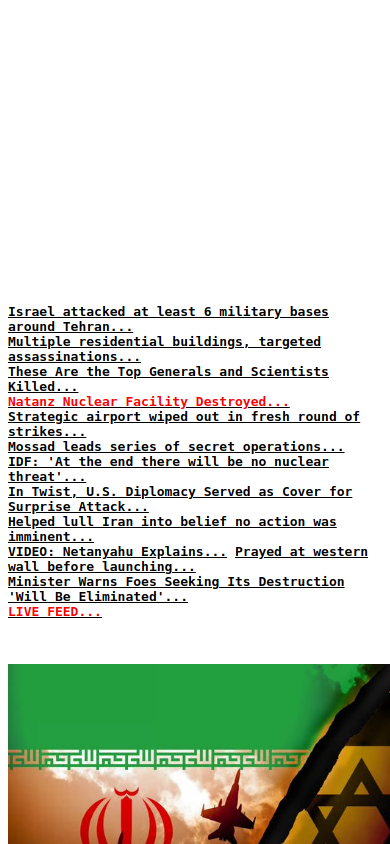 Israel attacked at least 6 military bases
around Tehran...
Multiple residential buildings, targeted
assassinations...
These Are the Top Generals and Scientists
Killed...
Natanz Nuclear Facility Destroyed...
Strategic airport wiped out in fresh round of
strikes...
Mossad leads series of secret operations...
IDF: 'At the end there will be no nuclear
threat'...
In Twist, U.S. Diplomacy Served as Cover for
Surprise Attack...
Helped lull Iran into belief no action was
imminent...
VIDEO: Netanyahu Explains... Prayed at western
wall before launching...
Minister Warns Foes Seeking Its Destruction
'Will Be Eliminated'...
LIVE FEED...